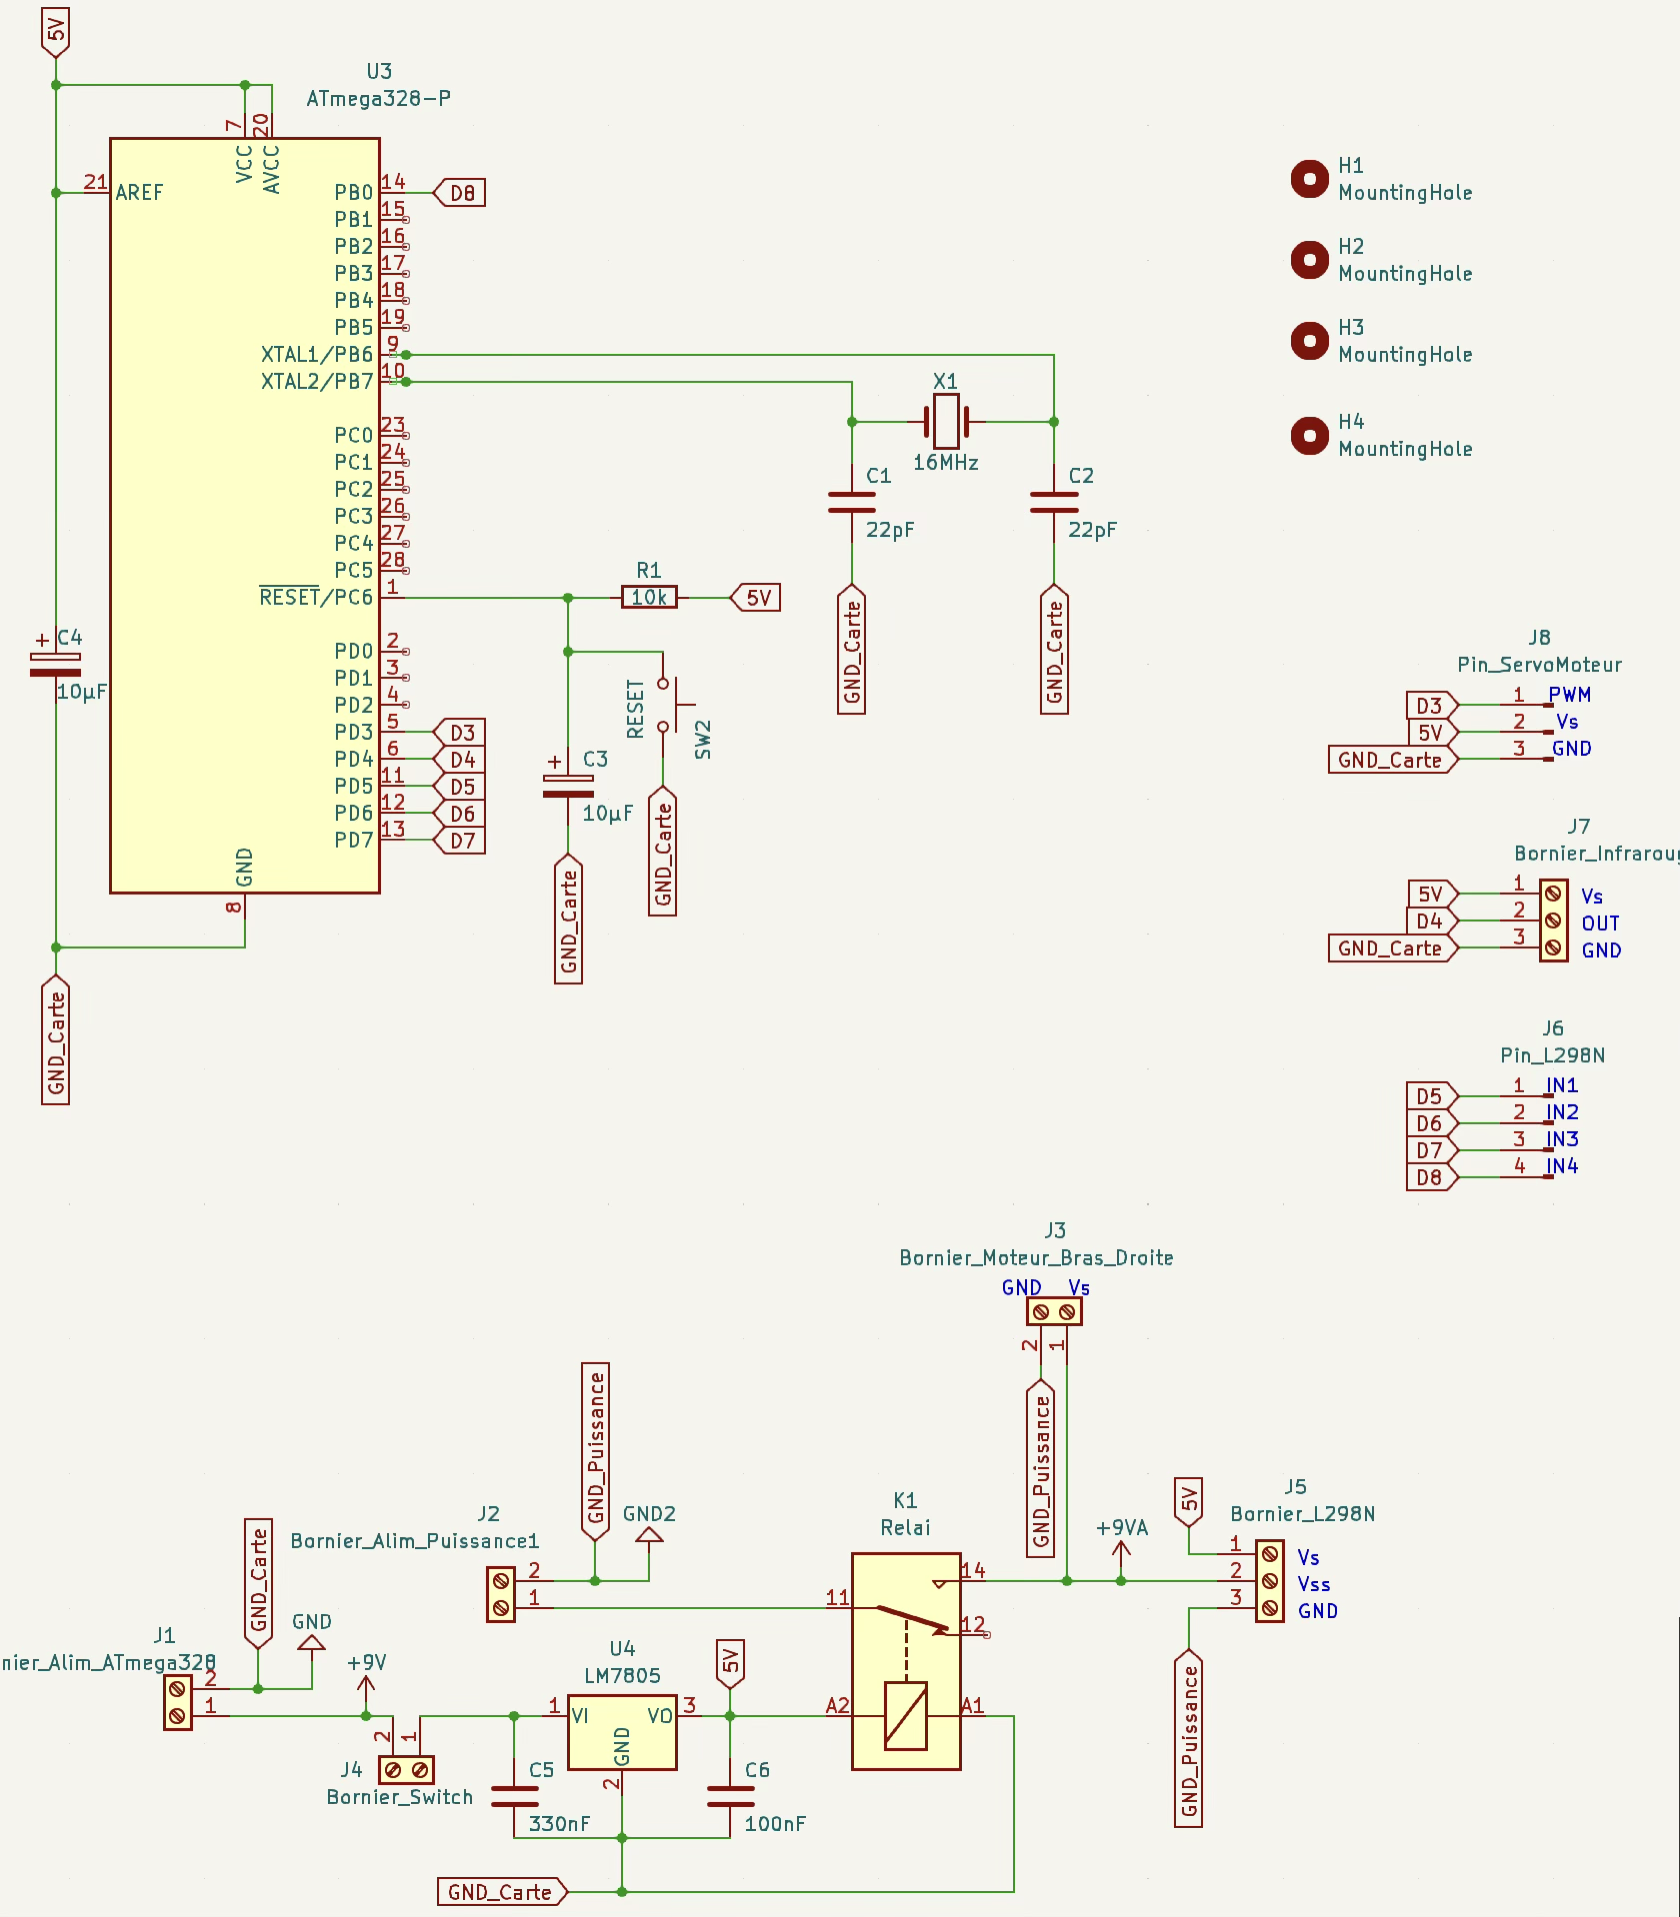 5V
U3
ATmega328-P
7
VCC
20
AVCC
21
AREF
PB0
14
D8
PB1
15
PB2
16
PB3
17
PB4
18
PB5
19
XTAL1/PB6
9
XTAL2/PB7
10
PC0
23
PC1
24
PC2
25
PC3
26
PC4
27
PC5
28
RESET/PC6
1
PD0
2
PD1
3
PD2
4
PD3
5
D3
PD4
6
D4
PD5
11
D5
PD6
12
D6
PD7
13
D7
GND
8
+
C4
10µF
GND_Carte
R1
10k
5V
RESET
SW2
GND_Carte
+
C3
10µF
GND_Carte
X1
16MHz
C1
22pF
GND_Carte
C2
22pF
GND_Carte
H1
MountingHole
H2
MountingHole
H3
MountingHole
H4
MountingHole
J8
Pin_ServoMoteur
D3
1
PWM
5V
2
Vs
GND_Carte
3
GND
J7
5V
1
Vs
D4
2
OUT
GND_Carte
3
GND
J6
Pin_L298N
D5
1
IN1
D6
2
IN2
D7
3
IN3
D8
4
IN4
J3
Bornier_Moteur_Bras_Droite
GND Vs
2
1
GND_Puissance
GND_Puissance
GND2
J2
Bornier_Alim_Puissance1
2
1
K1
Relai
14
11
12
A2
A1
+9VA
5V
J5
Bornier_L298N
1
Vs
2
Vss
3
GND
GND_Puissance
GND_Carte
GND
J1
nier_Alim_ATmega328
2
1
+9V
2
1
J4
Bornier_Switch
U4
LM7805
1
VI
VO
3
GND
2
5V
C5
330nF
C6
100nF
GND_Carte